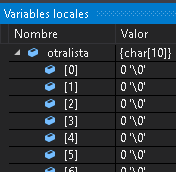 Variables locales
Nombre Valor
otralista {char[10]}
[0] 0 '\0'
[1] 0 '\0'
[2] 0 '\0'
[3] 0 '\0'
[4] 0 '\0'
[5] 0 '\0'